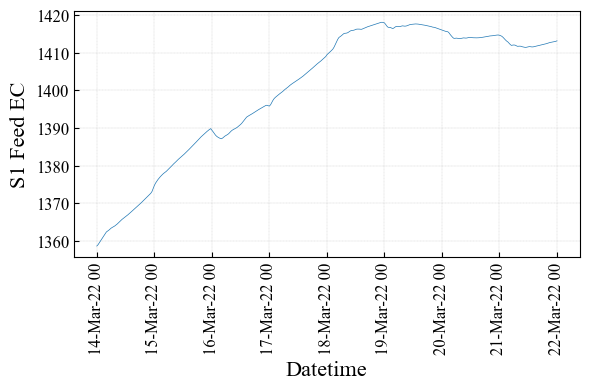 1420
1410
1400
1390
1380
1370
1360
S1 Feed EC
14-Mar-22 00
15-Mar-22 00
16-Mar-22 00
17-Mar-22 00
18-Mar-22 00
19-Mar-22 00
20-Mar-22 00
21-Mar-22 00
22-Mar-22 00
Datetime